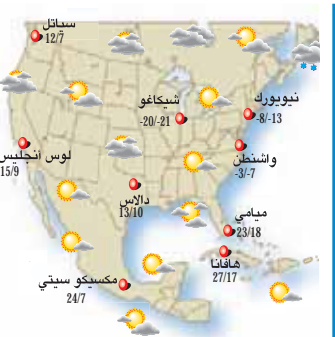 سياتل
12/7
شيكاغو
-20/-21
نيويورك
-8/-13
واشنطن
-3/-7
لوس انجليس
15/9
دالاس
13/10
ميامي
23/18
هافانا
27/17
مكسيكو سيتي
24/7